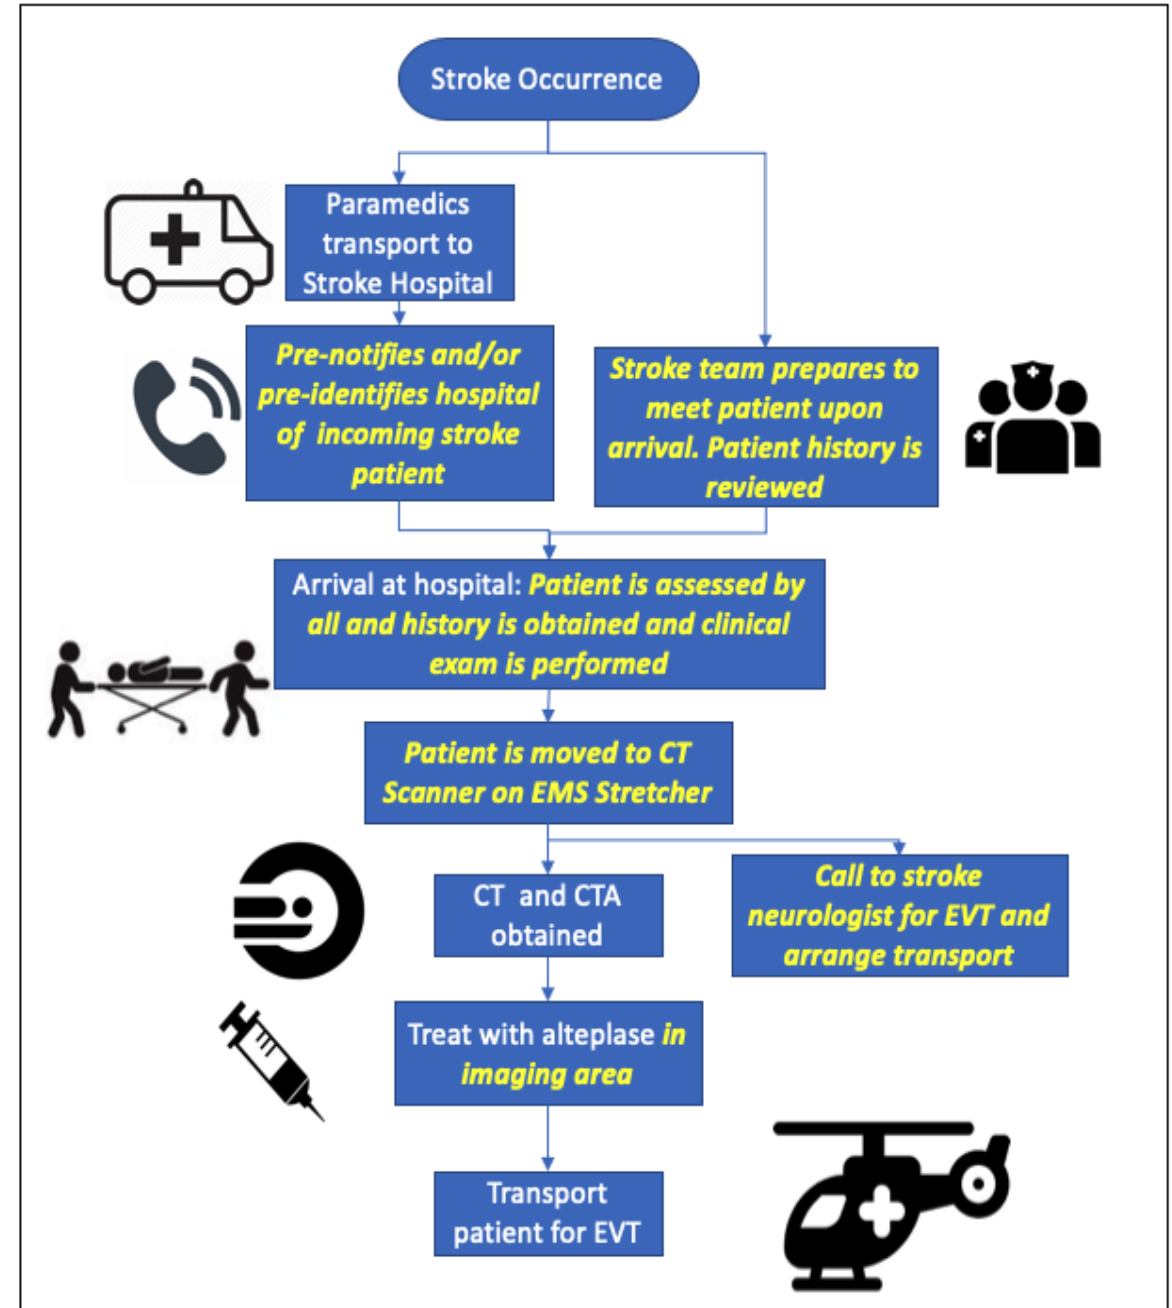 Stroke Occurrence
Paramedics
transport to
Stroke Hospital
Pre-notifies and/or
pre-identifies hospital
of incoming stroke
patient
Stroke team prepares to
meet patient upon
arrival. Patient history is
reviewed
Arrival at hospital: Patient is assessed by
all and history is obtained and clinical
exam is performed
Patient is moved to CT
Scanner on EMS Stretcher
CT and CTA
obtained
Call to stroke
neurologist for EVT and
arrange transport
Treat with alteplase in
imaging area
Transport
patient for EVT